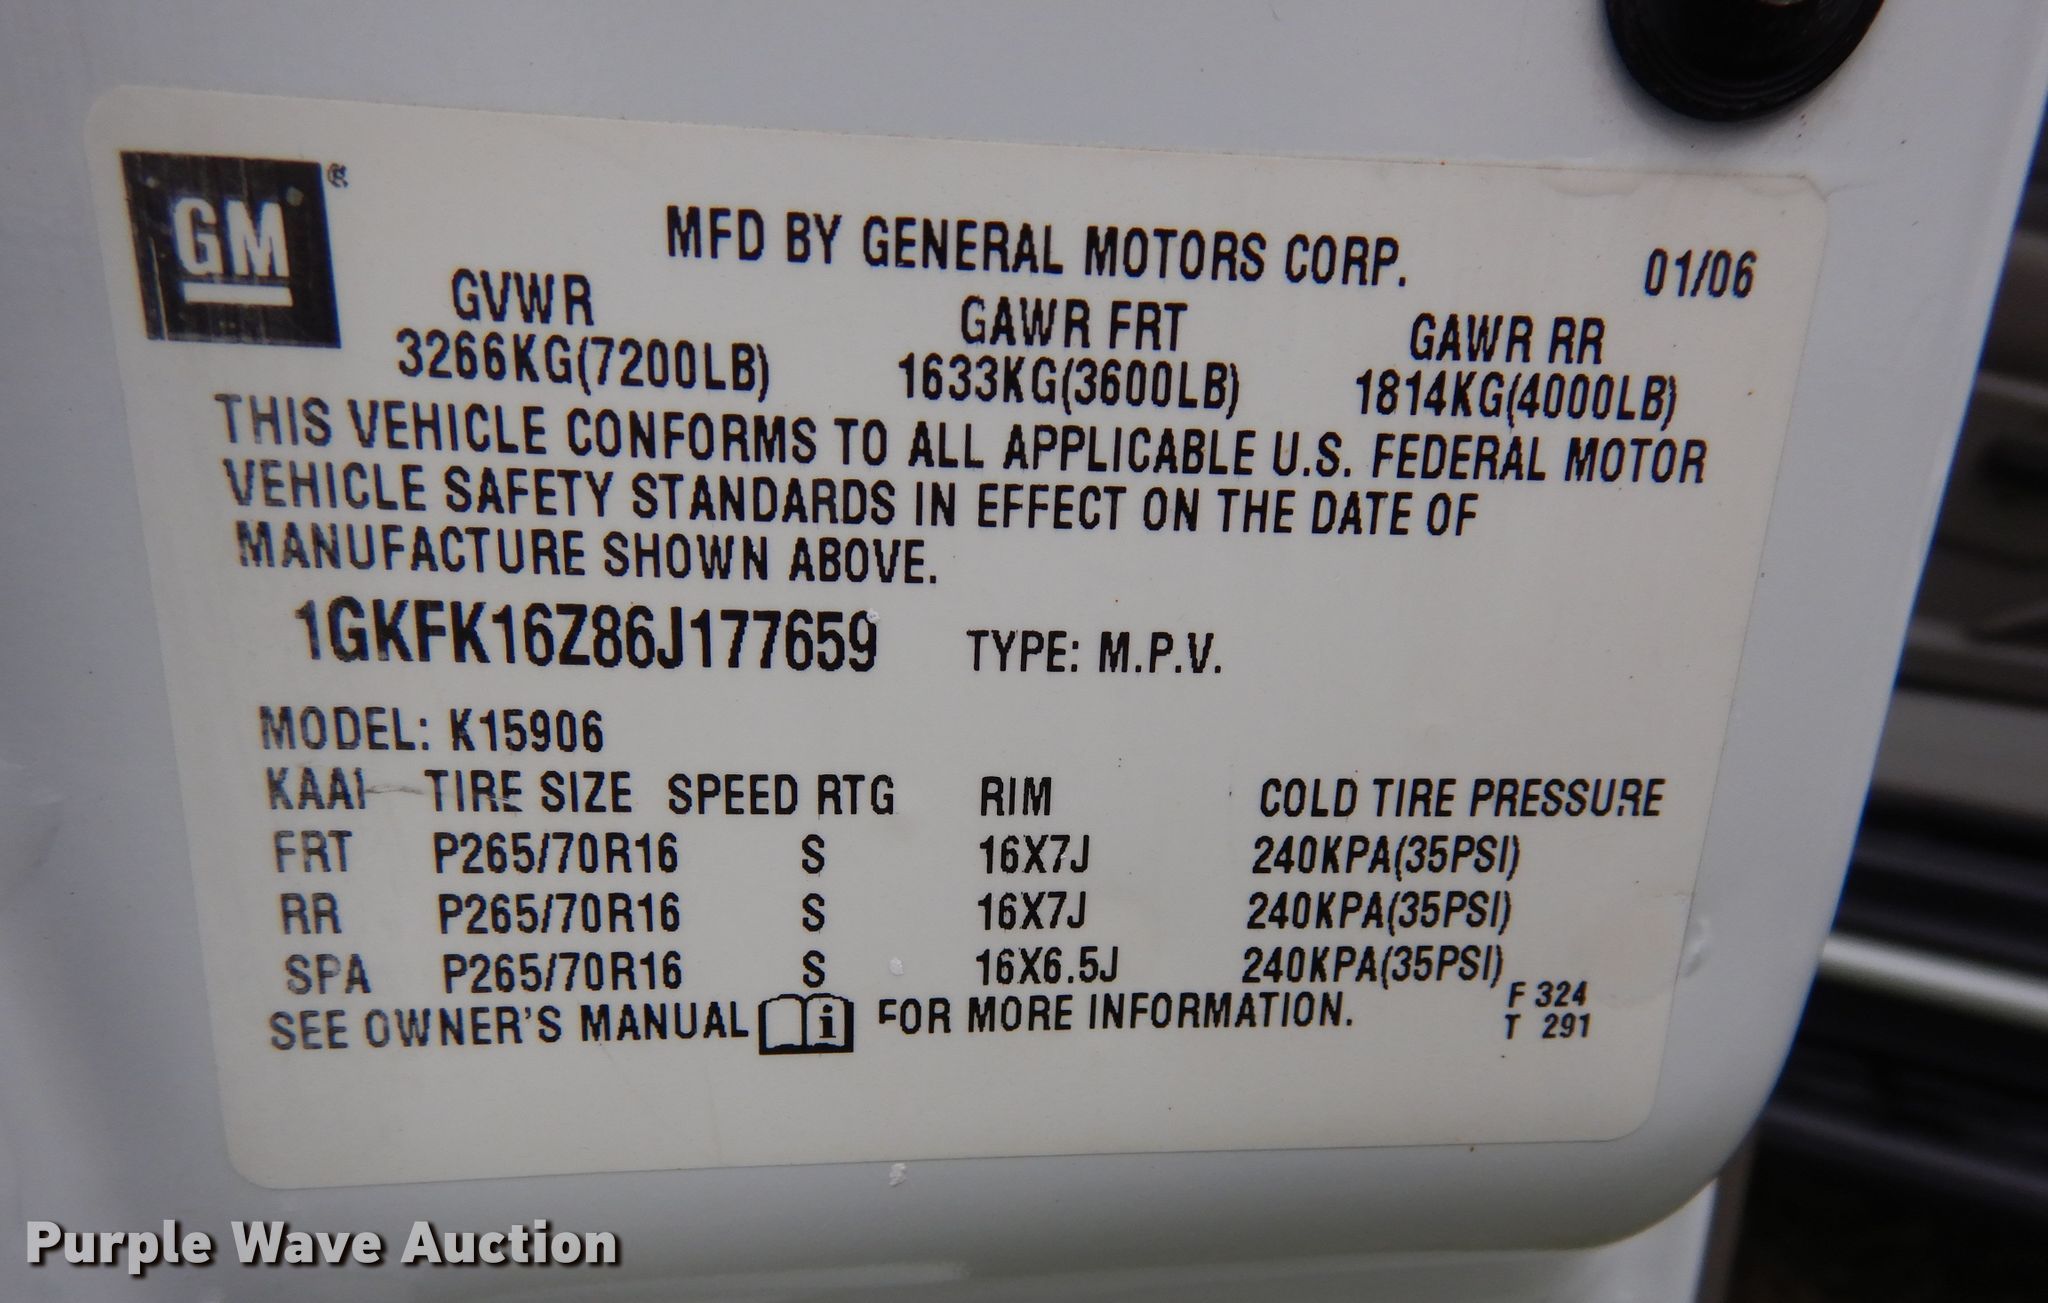 GM®
MFD BY GENERAL MOTORS CORP. 01/06
GVWR GAWR FRT GAWR RR
3266KG(7200LB) 1633KG(3600LB) 1814KG(4000LB)
THIS VEHICLE CONFORMS TO ALL APPLICABLE U.S. FEDERAL MOTOR
VEHICLE SAFETY STANDARDS IN EFFECT ON THE DATE OF
MANUFACTURE SHOWN ABOVE.
1GKFK16Z86J177659 TYPE: M.P.V.
MODEL: K15906
KAAI TIRE SIZE SPEED RTG RIM COLD TIRE PRESSURE
FRT P265/70R16 S 16X7J 240KPA(35PSI)
RR P265/70R16 S 16X7J 240KPA(35PSI)
SPA P265/70R16 S 16X6.5J 240KPA(35PSI)
SEE OWNER'S MANUAL i FOR MORE INFORMATION.
F 324
T 291
Purple Wave Auction